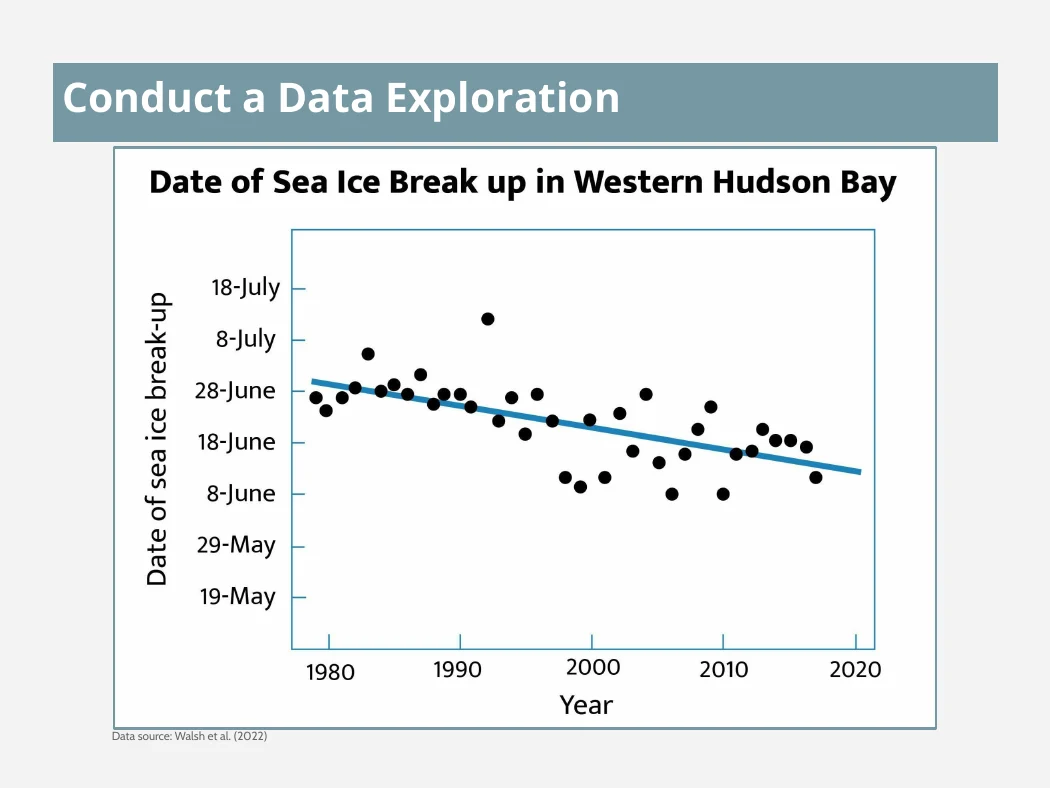 Conduct a Data Exploration
Date of Sea Ice Break up in Western Hudson Bay
Date of sea ice break-up
18-July
8-July
28-June
18-June
8-June
29-May
19-May
1980
1990
2000
2010
2020
Year
Data source: Walsh et al. (2022)